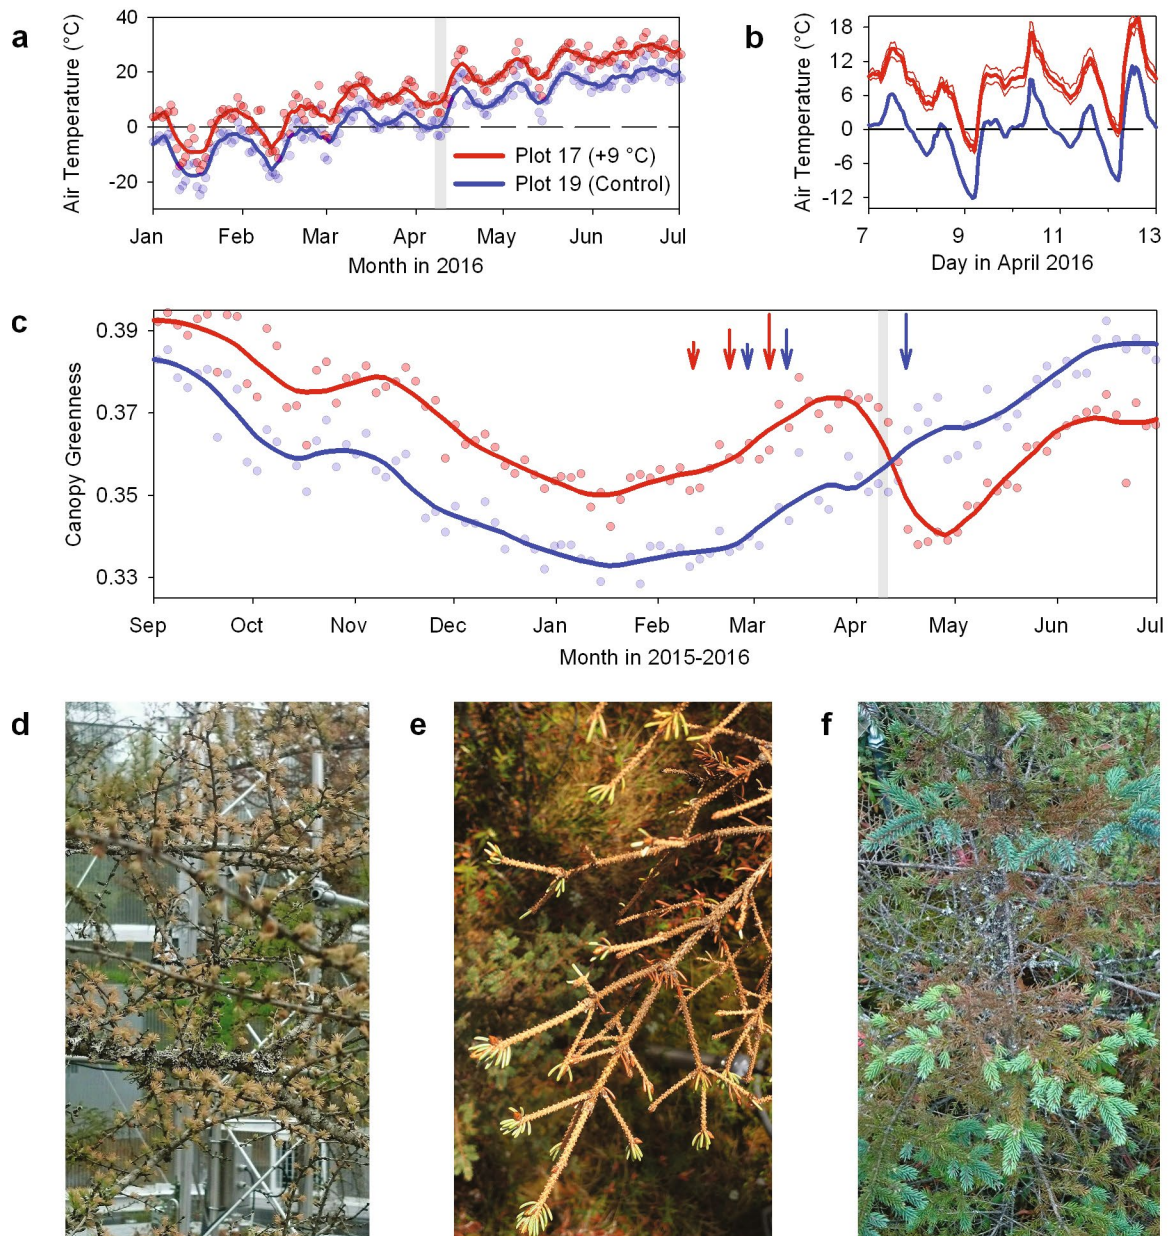 a
Air Temperature (°C)
40
20
0
-20
Plot 17 (+9 °C)
Plot 19 (Control)
Jan Feb Mar Apr May Jun Jul
Month in 2016
b
Air Temperature (°C)
18
12
6
0
-6
-12
7 9 11 13
Day in April 2016
c
Canopy Greenness
0.39
0.37
0.35
0.33
Sep Oct Nov Dec Jan Feb Mar Apr May Jun Jul
Month in 2015-2016
d e f